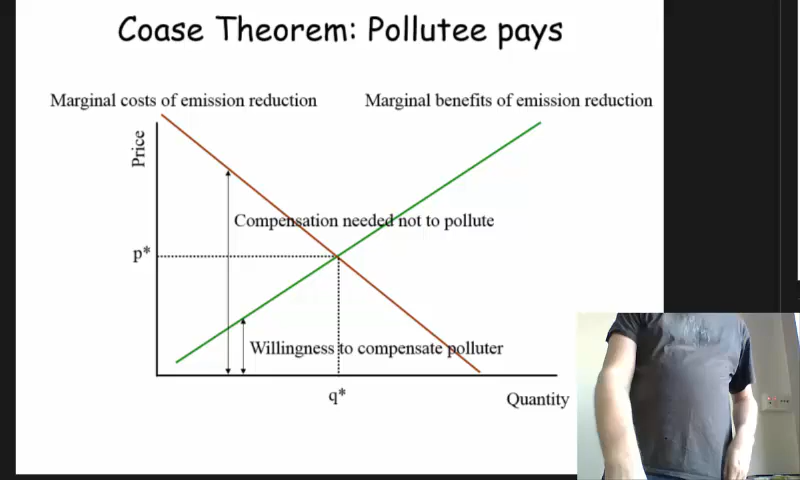 Coase Theorem: Pollutee pays
Marginal costs of emission reduction
Marginal benefits of emission reduction
Price
Compensation needed not to pollute
p*
Willingness to compensate polluter
q*
Quantity